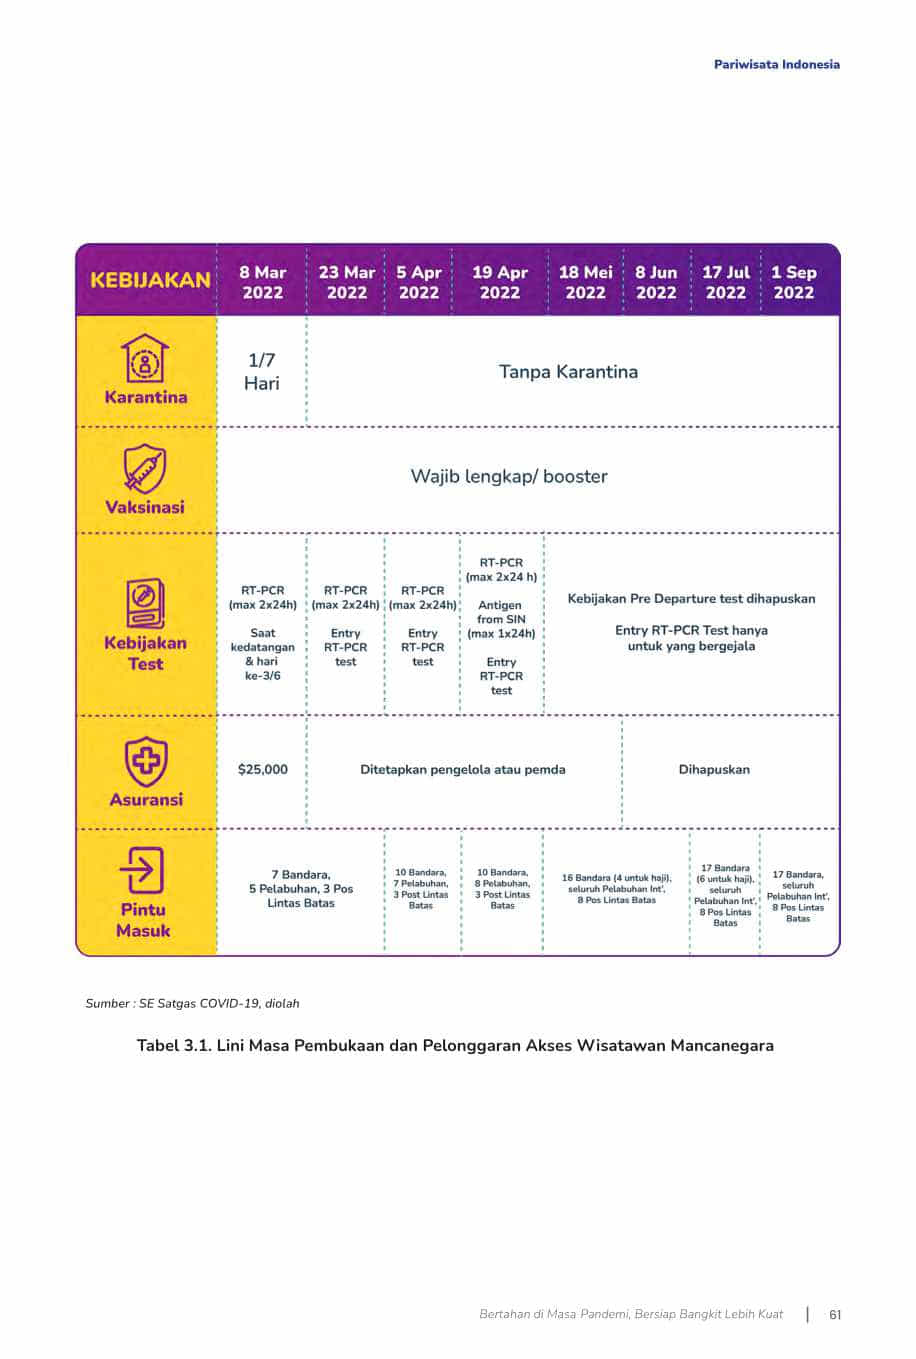 Pariwisata Indonesia
KEBIJAKAN
8 Mar
2022
23 Mar
2022
5 Apr
2022
19 Apr
2022
18 Mei
2022
8 Jun
2022
17 Jul
2022
1 Sep
2022
Karantina
1/7
Hari
Tanpa Karantina
Vaksinasi
Wajib lengkap/ booster
Kebijakan
Test
RT-PCR
(max 2x24h)
Saat
kedatangan
& hari
ke-3/6
RT-PCR
(max 2x24h)
Entry
RT-PCR
test
RT-PCR
(max 2x24h)
Entry
RT-PCR
test
RT-PCR
(max 2x24 h)
Antigen
from SIN
(max 1x24h)
Entry
RT-PCR
test
Kebijakan Pre Departure test dihapuskan
Entry RT-PCR Test hanya
untuk yang bergejala
Asuransi
$25,000
Ditetapkan pengelola atau pemda
Dihapuskan
Pintu
Masuk
7 Bandara,
5 Pelabuhan, 3 Pos
Lintas Batas
10 Bandara,
7 Pelabuhan,
3 Post Lintas
Batas
10 Bandara,
8 Pelabuhan,
3 Post Lintas
Batas
16 Bandara (4 untuk haji),
seluruh Pelabuhan Int',
8 Pos Lintas Batas
17 Bandara
(6 untuk haji),
seluruh
Pelabuhan Int',
8 Pos Lintas
Batas
17 Bandara,
seluruh
Pelabuhan Int',
8 Pos Lintas
Batas
Sumber : SE Satgas COVID-19, diolah
Tabel 3.1. Lini Masa Pembukaan dan Pelonggaran Akses Wisatawan Mancanegara
Bertahan di Masa Pandemi, Bersiap Bangkit Lebih Kuat | 61